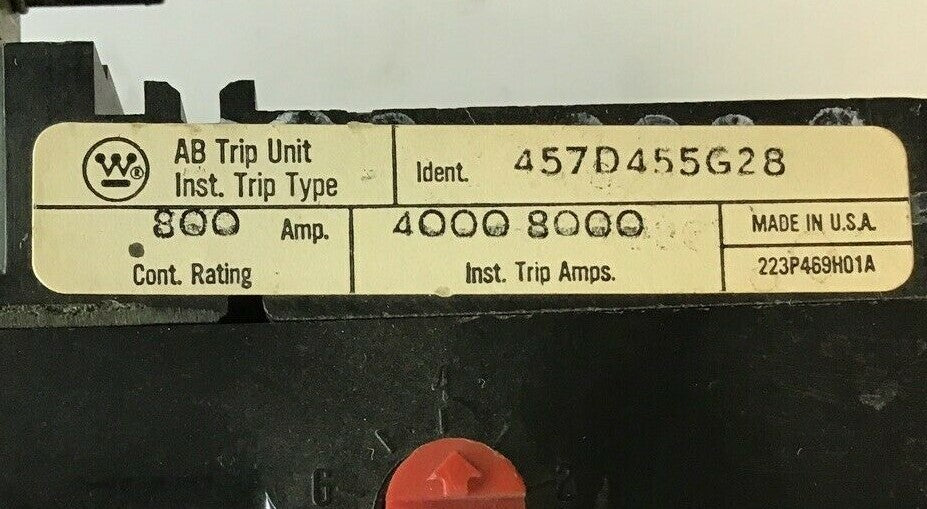 AB Trip Unit
Inst. Trip Type
Ident. 457D455G28
800 Amp.
Cont. Rating
4000 8000
Inst. Trip Amps.
MADE IN U.S.A.
223P469H01A
W ®
4
6